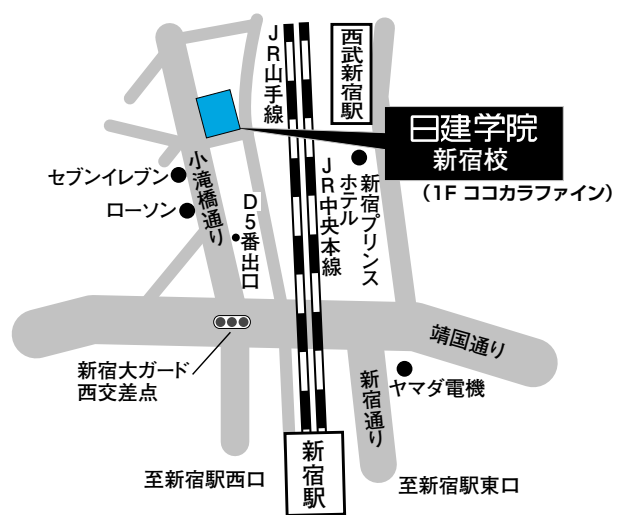 JR山手線
西武新宿駅
日建学院
新宿校
(1F ココカラファイン)
セブンイレブン
ローソン
小滝橋通り
D5番出口
JR中央本線
新宿プリンス
ホテル
靖国通り
新宿大ガード
西交差点
新宿通り
ヤマダ電機
新宿駅
至新宿駅西口
至新宿駅東口